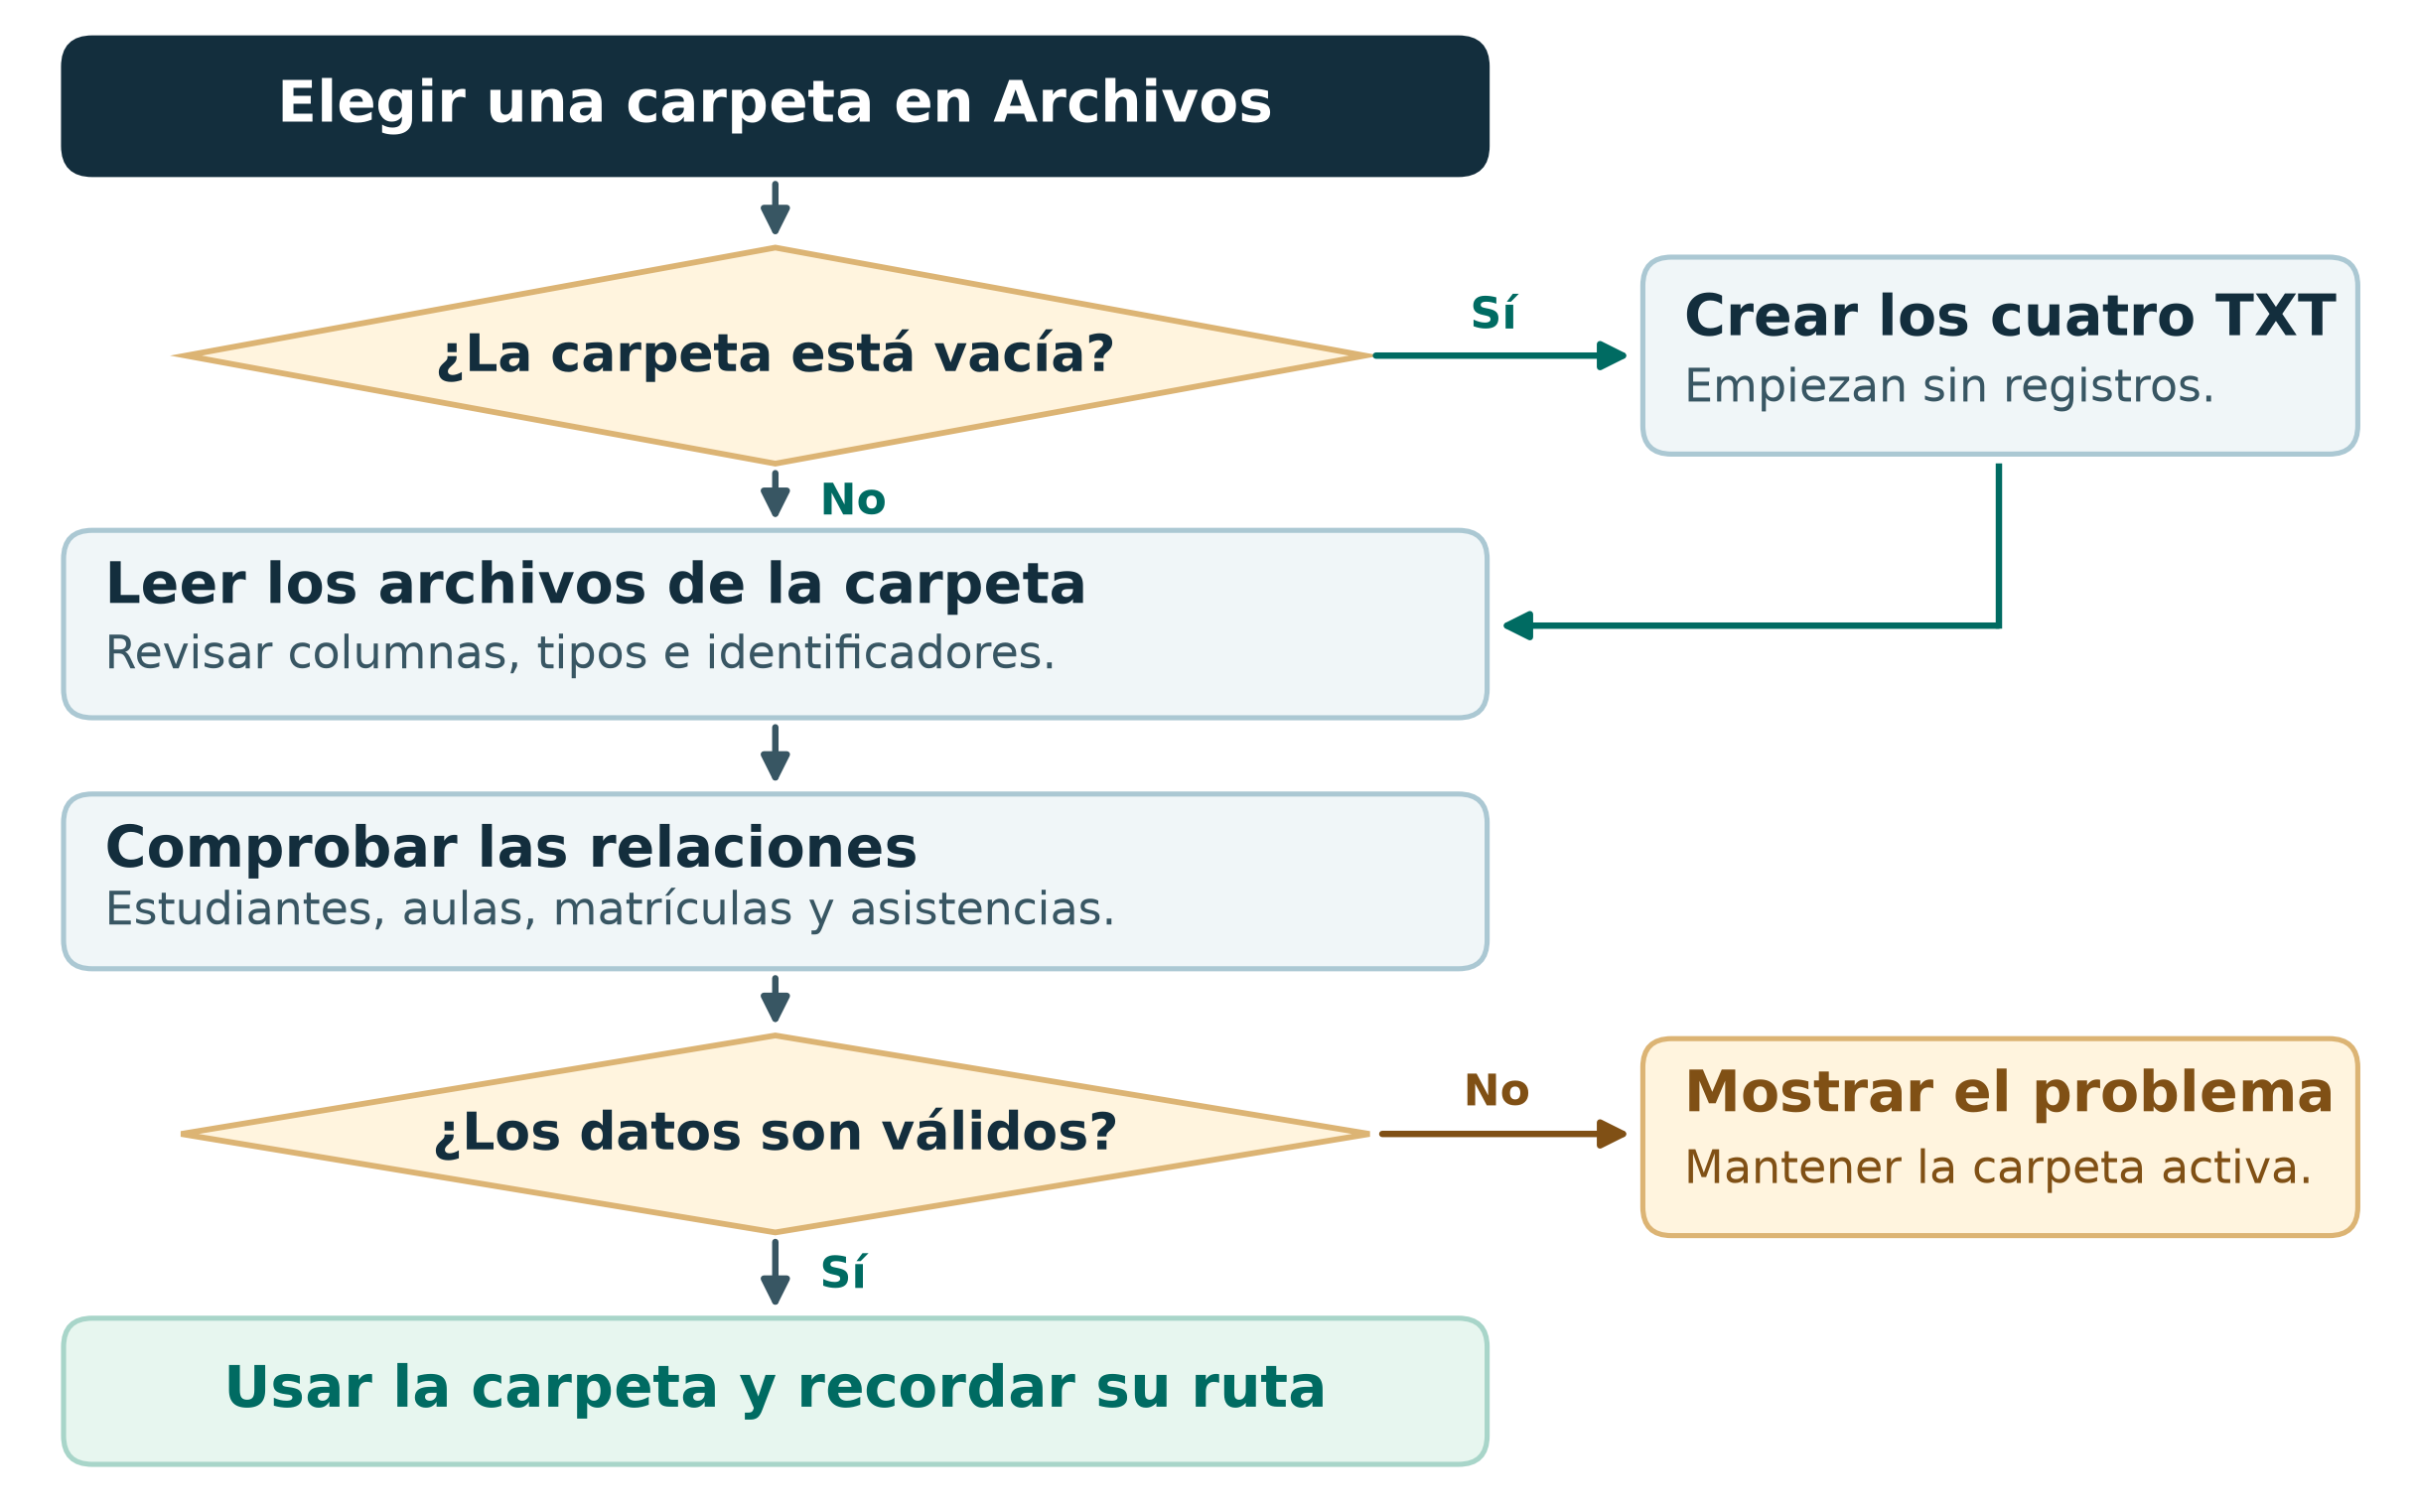 Elegir una carpeta en Archivos
¿La carpeta está vacía?
Sí
Crear los cuatro TXT
Empiezan sin registros.
No
Leer los archivos de la carpeta
Revisar columnas, tipos e identificadores.
Comprobar las relaciones
Estudiantes, aulas, matrículas y asistencias.
¿Los datos son válidos?
No
Mostrar el problema
Mantener la carpeta activa.
Sí
Usar la carpeta y recordar su ruta